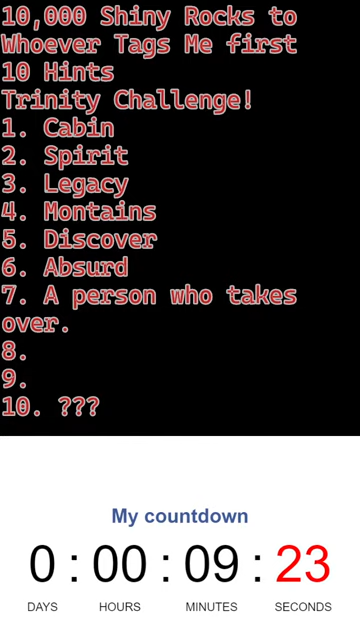 10,000 Shiny Rocks to
Whoever Tags Me first
10 Hints
Trinity Challenge!
1. Cabin
2. Spirit
3. Legacy
4. Montains
5. Discover
6. Absurd
7. A person who takes
over.
8.
9.
10. ???
My countdown
0 : 00 : 09 : 23
DAYS HOURS MINUTES SECONDS